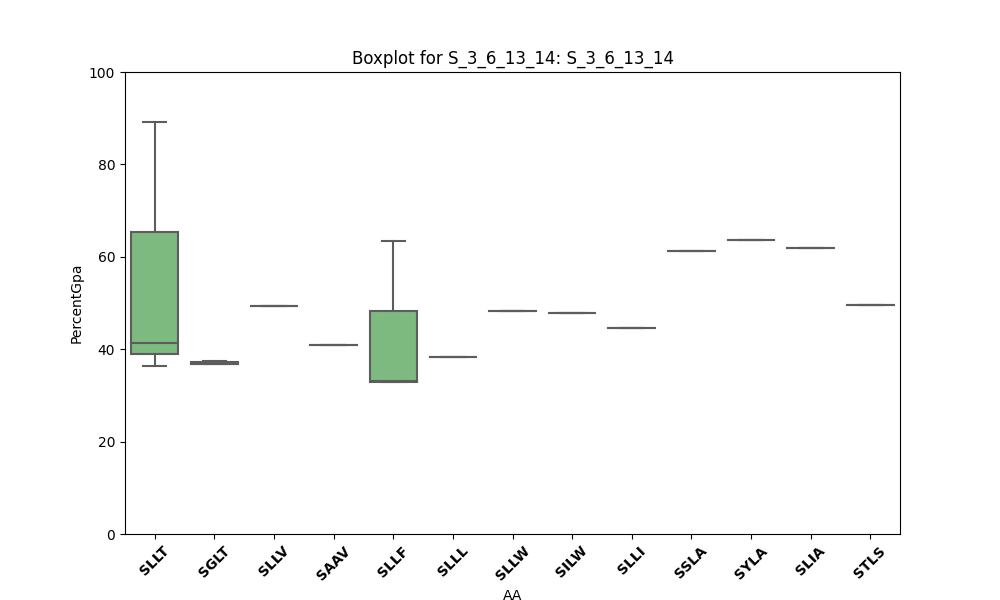 Boxplot for S_3_6_13_14: S_3_6_13_14
100
80
60
40
20
0
PercentGpa
SLLT SGLT SLLV SAAV SLLF SLLL SLLW SILW SLLI SSLA SYLA SLIA STLS
AA